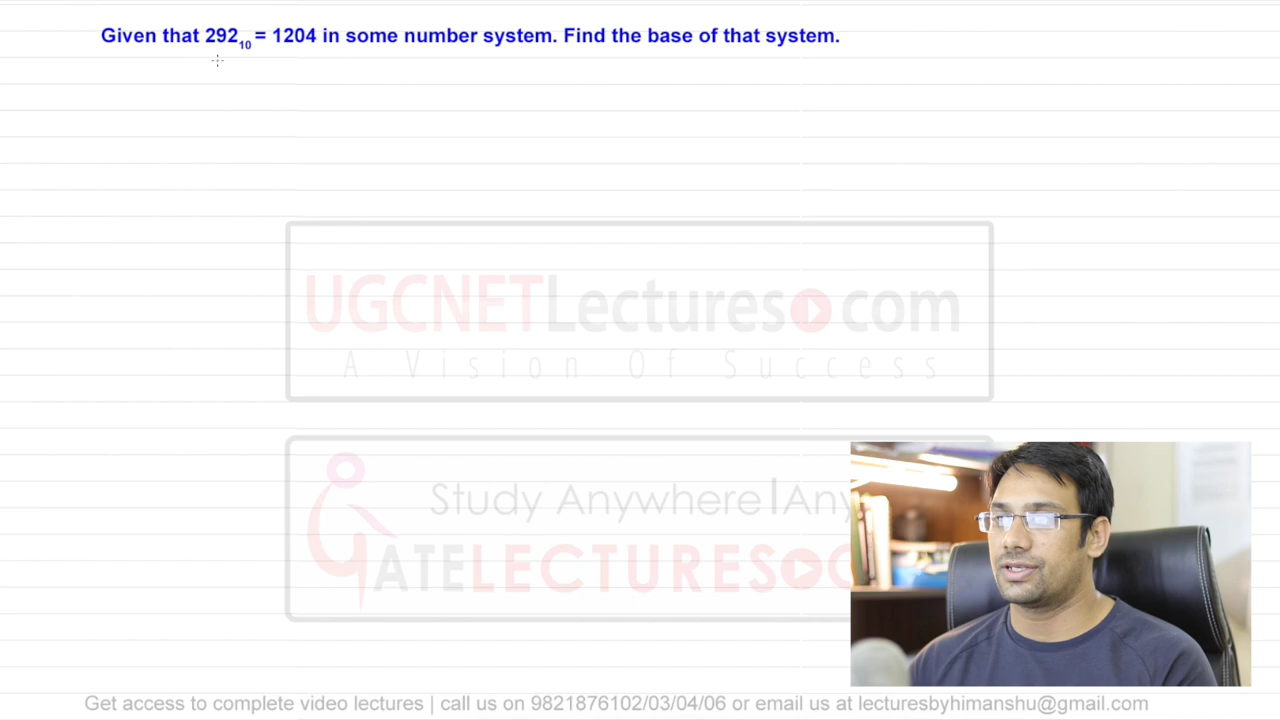 Given that 292₁₀ = 1204 in some number system. Find the base of that system.
UGCNETLectures.com
A Vision Of Success
Study Anywhere|Any
GATELECTURES
Get access to complete video lectures | call us on 9821876102/03/04/06 or email us at lecturesbyhimanshu@gmail.com